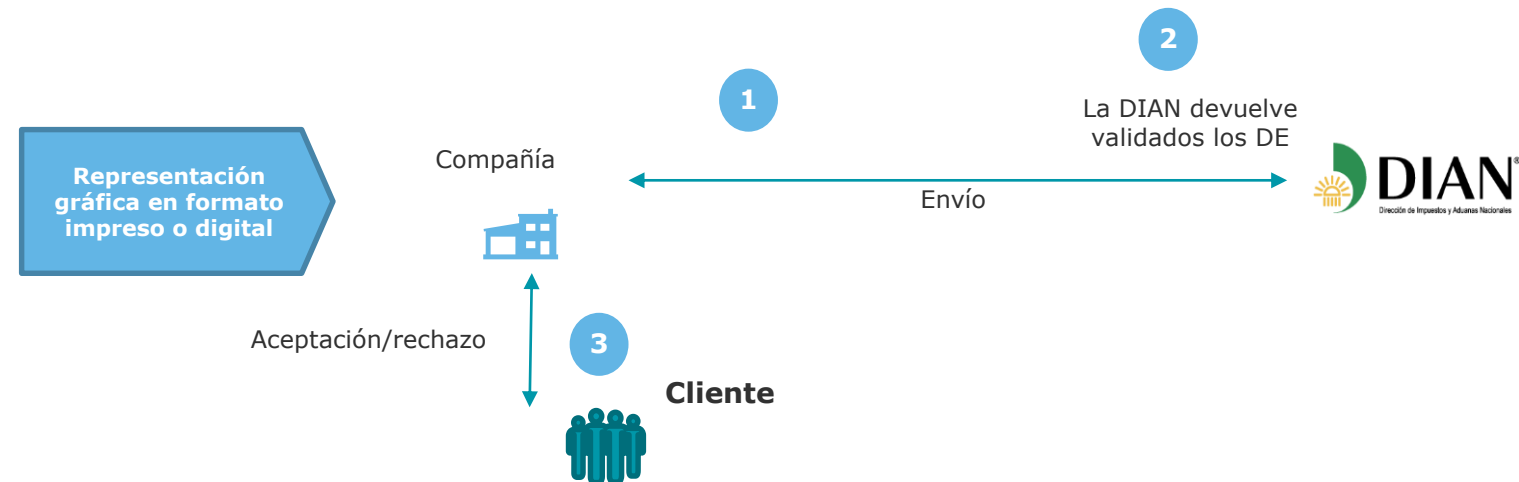 2
1
La DIAN devuelve
validados los DE
Representación
gráfica en formato
impreso o digital
Compañía
Envío
DIAN®
Dirección de Impuestos y Aduanas Nacionales
Aceptación/rechazo
3
Cliente